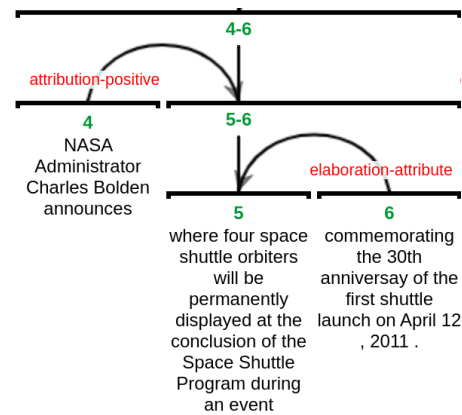 4-6
attribution-positive
4
NASA
Administrator
Charles Bolden
announces
5-6
elaboration-attribute
5
where four space
shuttle orbiters
will be
permanently
displayed at the
conclusion of the
Space Shuttle
Program during
an event
6
commemorating
the 30th
anniversay of the
first shuttle
launch on April 12
, 2011 .